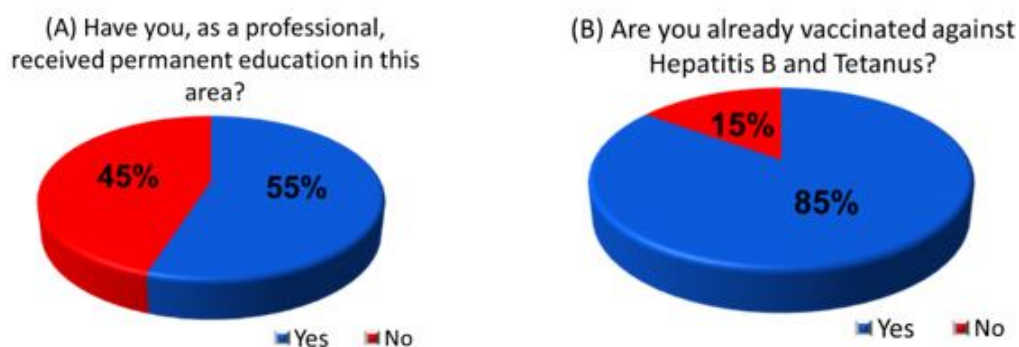 (A) Have you, as a professional,
received permanent education in this
area?
45%
55%
Yes No
(B) Are you already vaccinated against
Hepatitis B and Tetanus?
15%
85%
Yes No